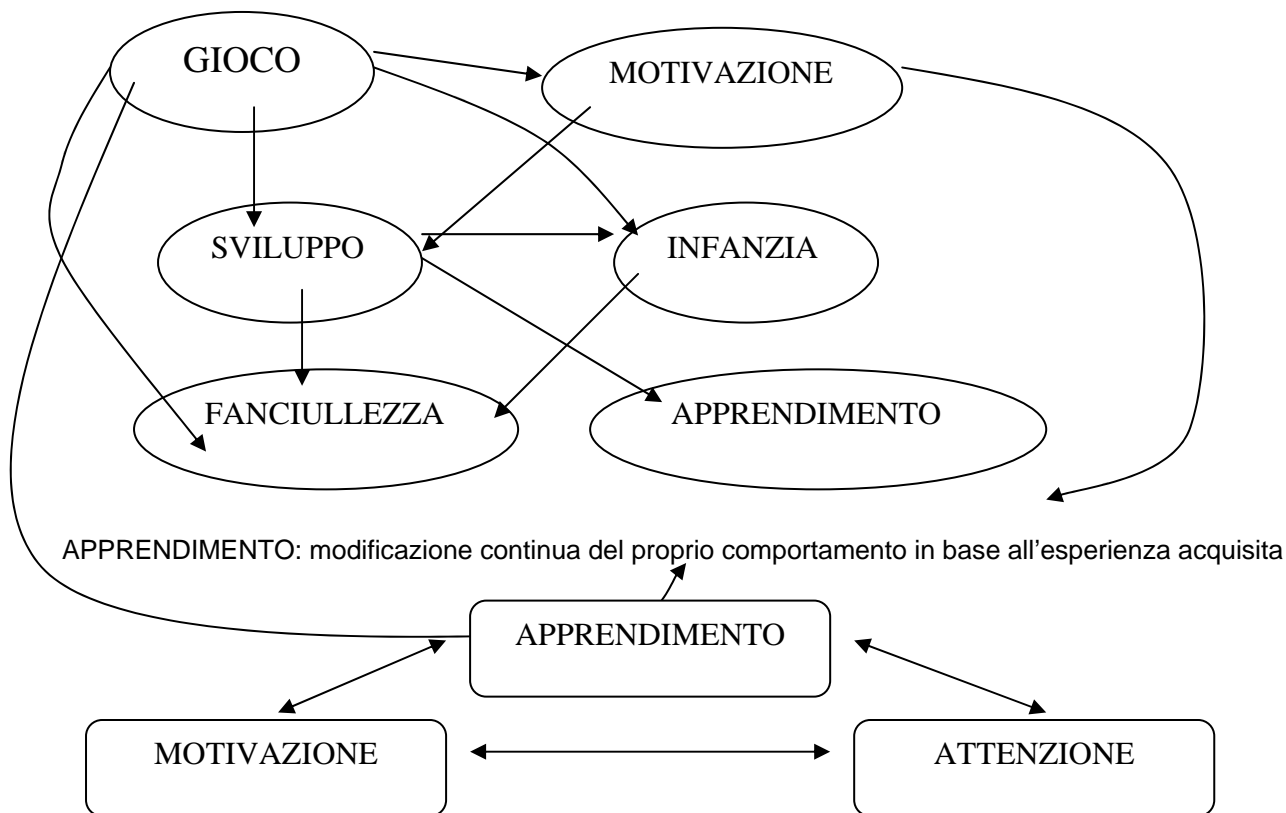 GIOCO
MOTIVAZIONE
SVILUPPO
INFANZIA
FANCIULLEZZA
APPRENDIMENTO
APPRENDIMENTO: modificazione continua del proprio comportamento in base all’esperienza acquisita
APPRENDIMENTO
MOTIVAZIONE
ATTENZIONE